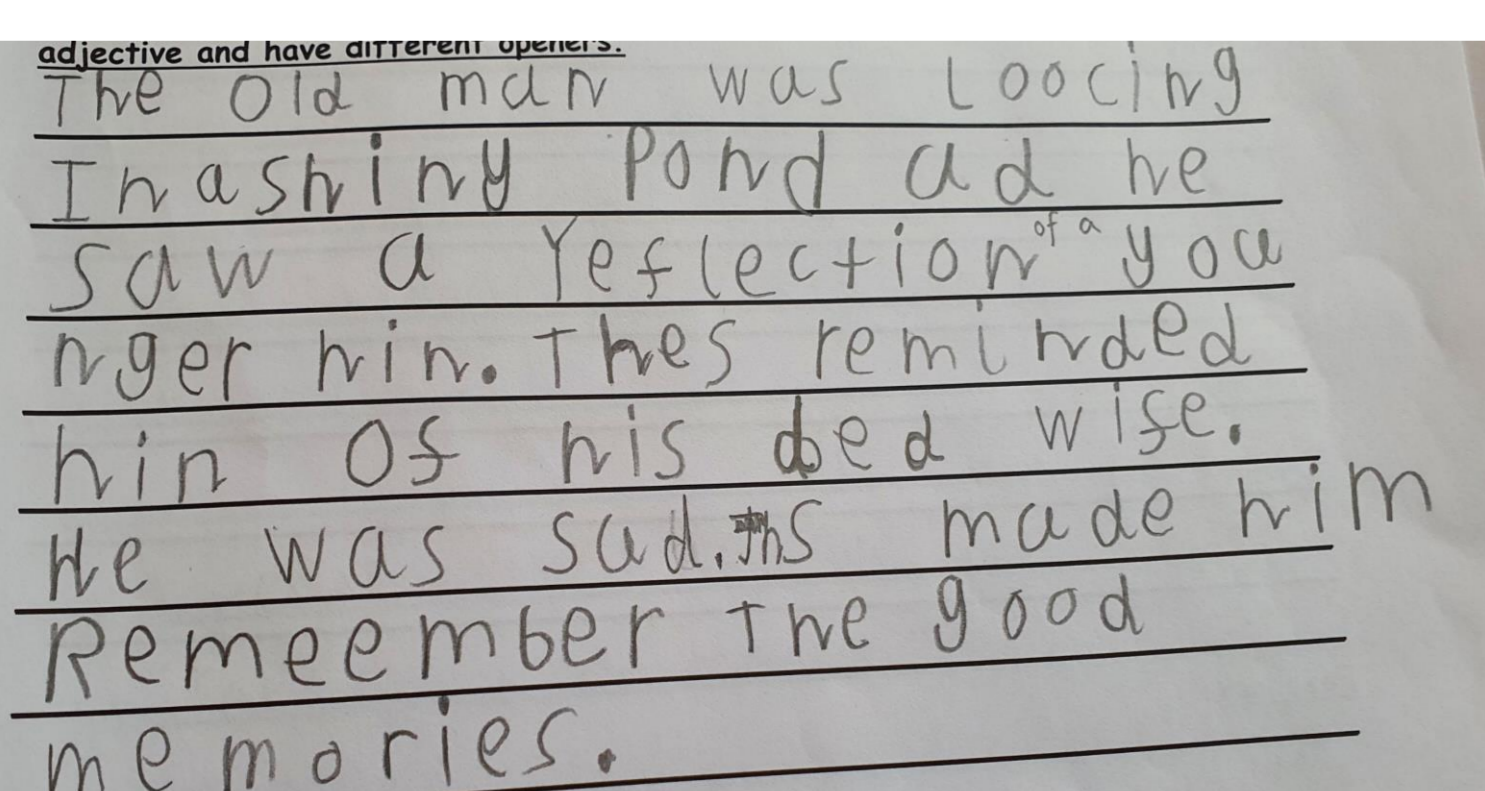 adjective and have different openers.
The old man was Loocing
In a shiny Pond ad he
saw a reflection of a you
nger hin. Thes reminded
hin Of his ded wife.
He was sad. Ths made him
Remeember The good
memories.